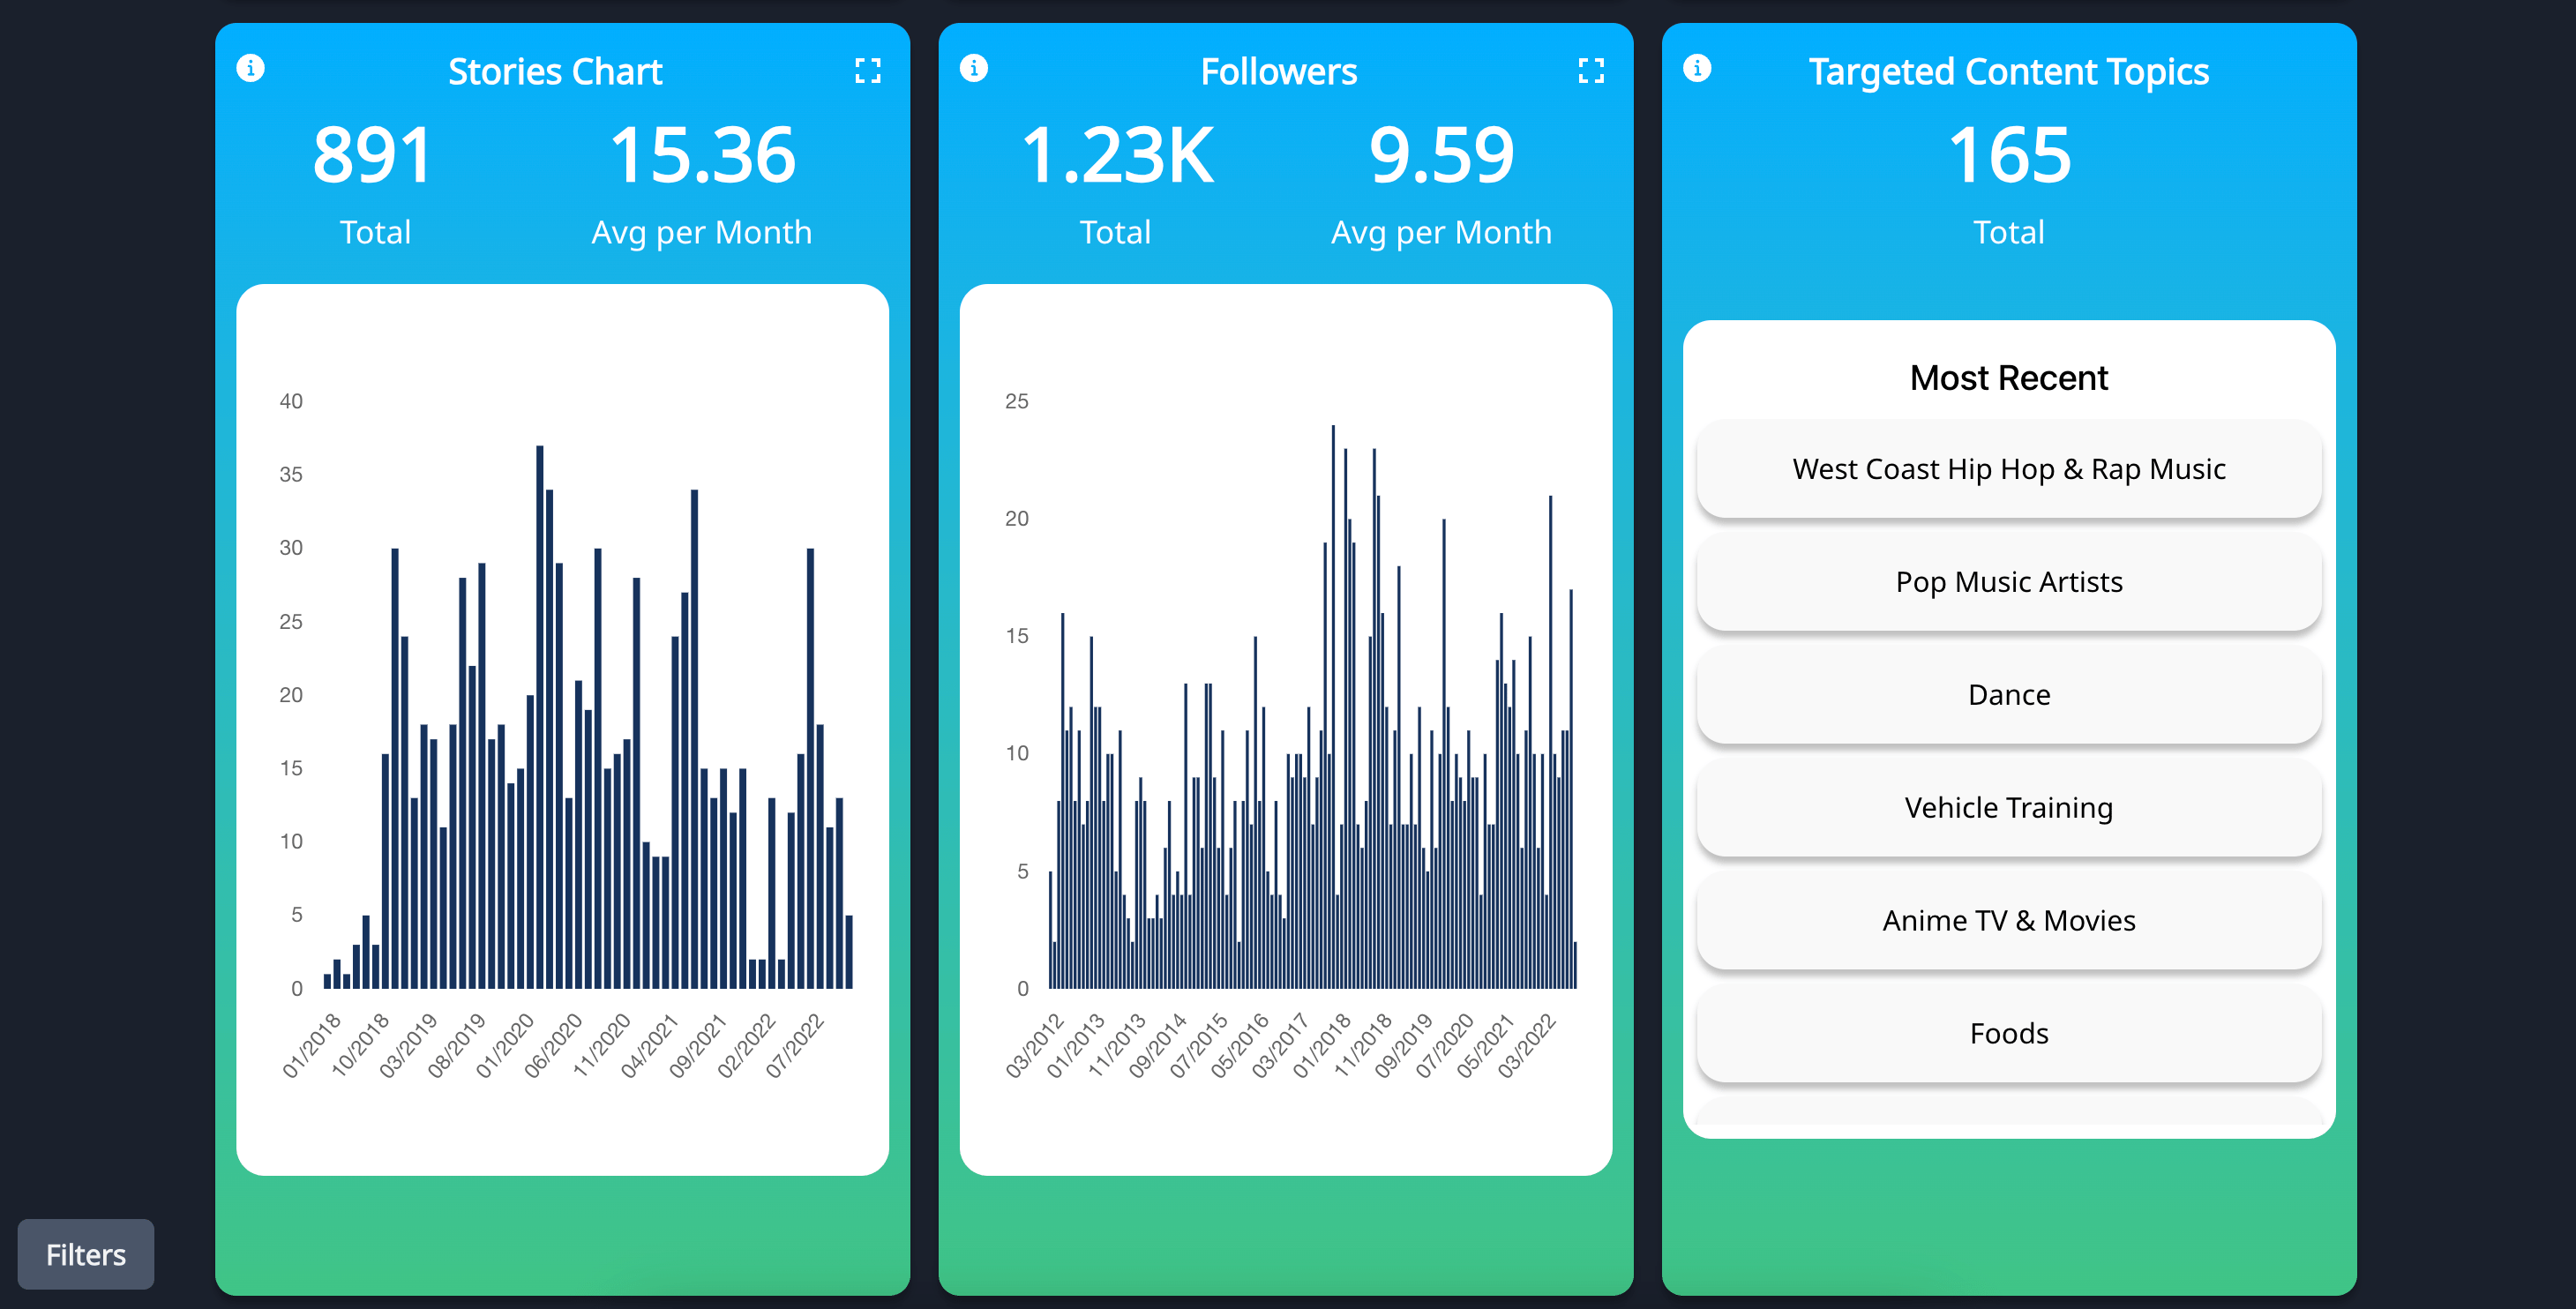 Stories Chart
891
15.36
Total
Avg per Month
40
35
30
25
20
15
10
5
0
01/2018
10/2018
03/2019
08/2019
01/2020
06/2020
11/2020
04/2021
09/2021
02/2022
07/2022
Followers
1.23K
9.59
Total
Avg per Month
25
20
15
10
5
0
03/2012
01/2013
11/2013
09/2014
07/2015
05/2016
03/2017
01/2018
11/2018
09/2019
07/2020
05/2021
03/2022
Targeted Content Topics
165
Total
Most Recent
West Coast Hip Hop & Rap Music
Pop Music Artists
Dance
Vehicle Training
Anime TV & Movies
Foods
Filters